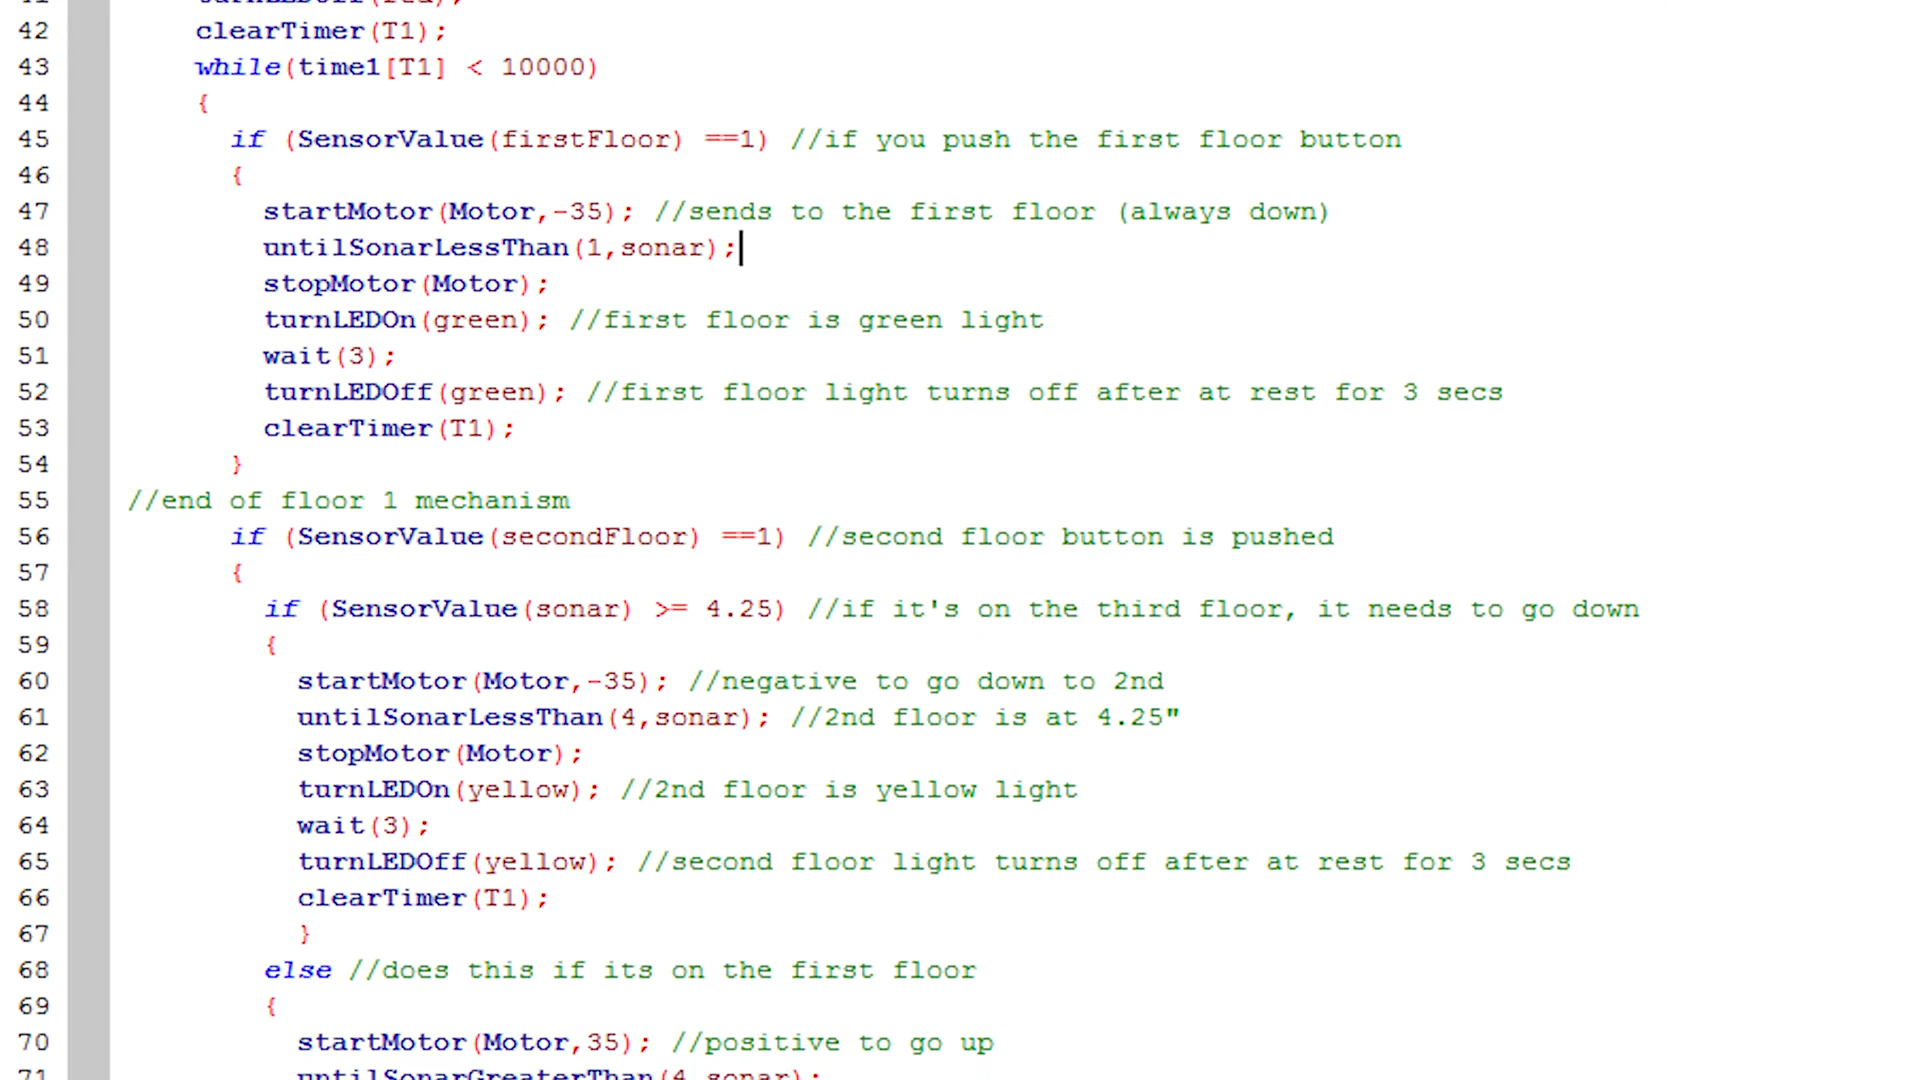 42 clearTimer(T1);
43 while(time1[T1] < 10000)
44 {
45 if (SensorValue(firstFloor) ==1) //if you push the first floor button
46 {
47 startMotor(Motor,-35); //sends to the first floor (always down)
48 untilSonarLessThan(1,sonar);
49 stopMotor(Motor);
50 turnLEDOn(green); //first floor is green light
51 wait(3);
52 turnLEDOff(green); //first floor light turns off after at rest for 3 secs
53 clearTimer(T1);
54 }
55 //end of floor 1 mechanism
56 if (SensorValue(secondFloor) ==1) //second floor button is pushed
57 {
58 if (SensorValue(sonar) >= 4.25) //if it's on the third floor, it needs to go down
59 {
60 startMotor(Motor,-35); //negative to go down to 2nd
61 untilSonarLessThan(4,sonar); //2nd floor is at 4.25"
62 stopMotor(Motor);
63 turnLEDOn(yellow); //2nd floor is yellow light
64 wait(3);
65 turnLEDOff(yellow); //second floor light turns off after at rest for 3 secs
66 clearTimer(T1);
67 }
68 else //does this if its on the first floor
69 {
70 startMotor(Motor,35); //positive to go up
71 untilSonarGreaterThan(4,sonar);